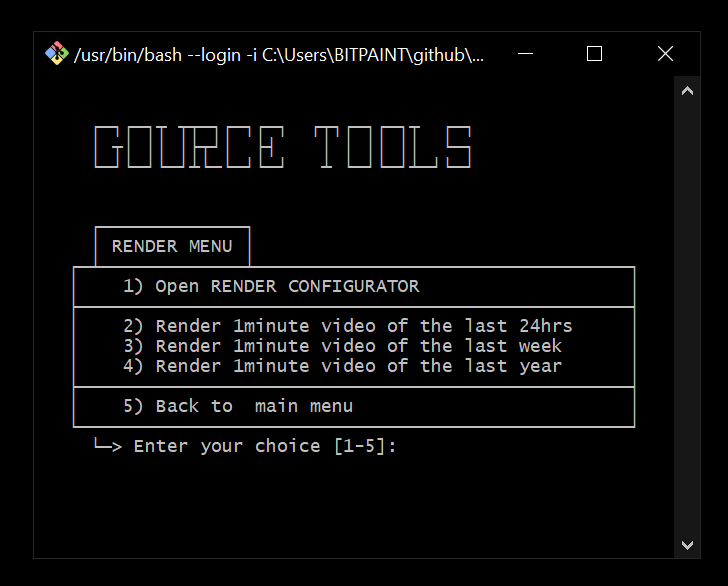 /usr/bin/bash --login -i C:\Users\BITPAINT\github\...
GOURCE TOOLS
RENDER MENU
1) Open RENDER CONFIGURATOR
2) Render 1minute video of the last 24hrs
3) Render 1minute video of the last week
4) Render 1minute video of the last year
5) Back to  main menu
└─> Enter your choice [1-5]: